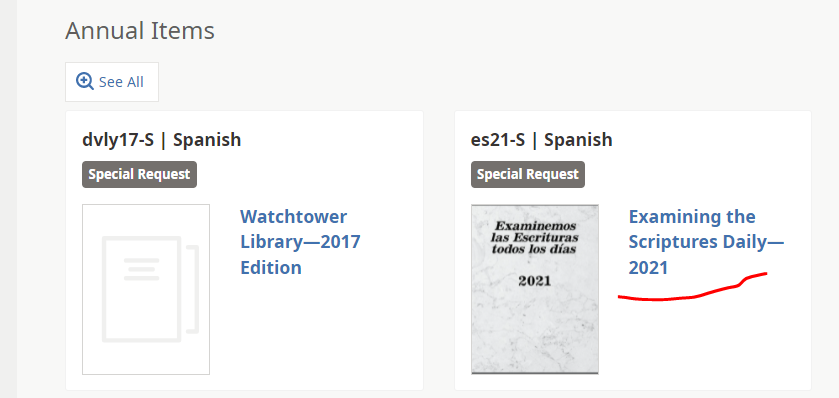 Annual Items
See All
dvly17-S | Spanish
Special Request
Watchtower
Library—2017
Edition
es21-S | Spanish
Special Request
Examinemos
las Escrituras
todos los días
2021
Examining the
Scriptures Daily—
2021